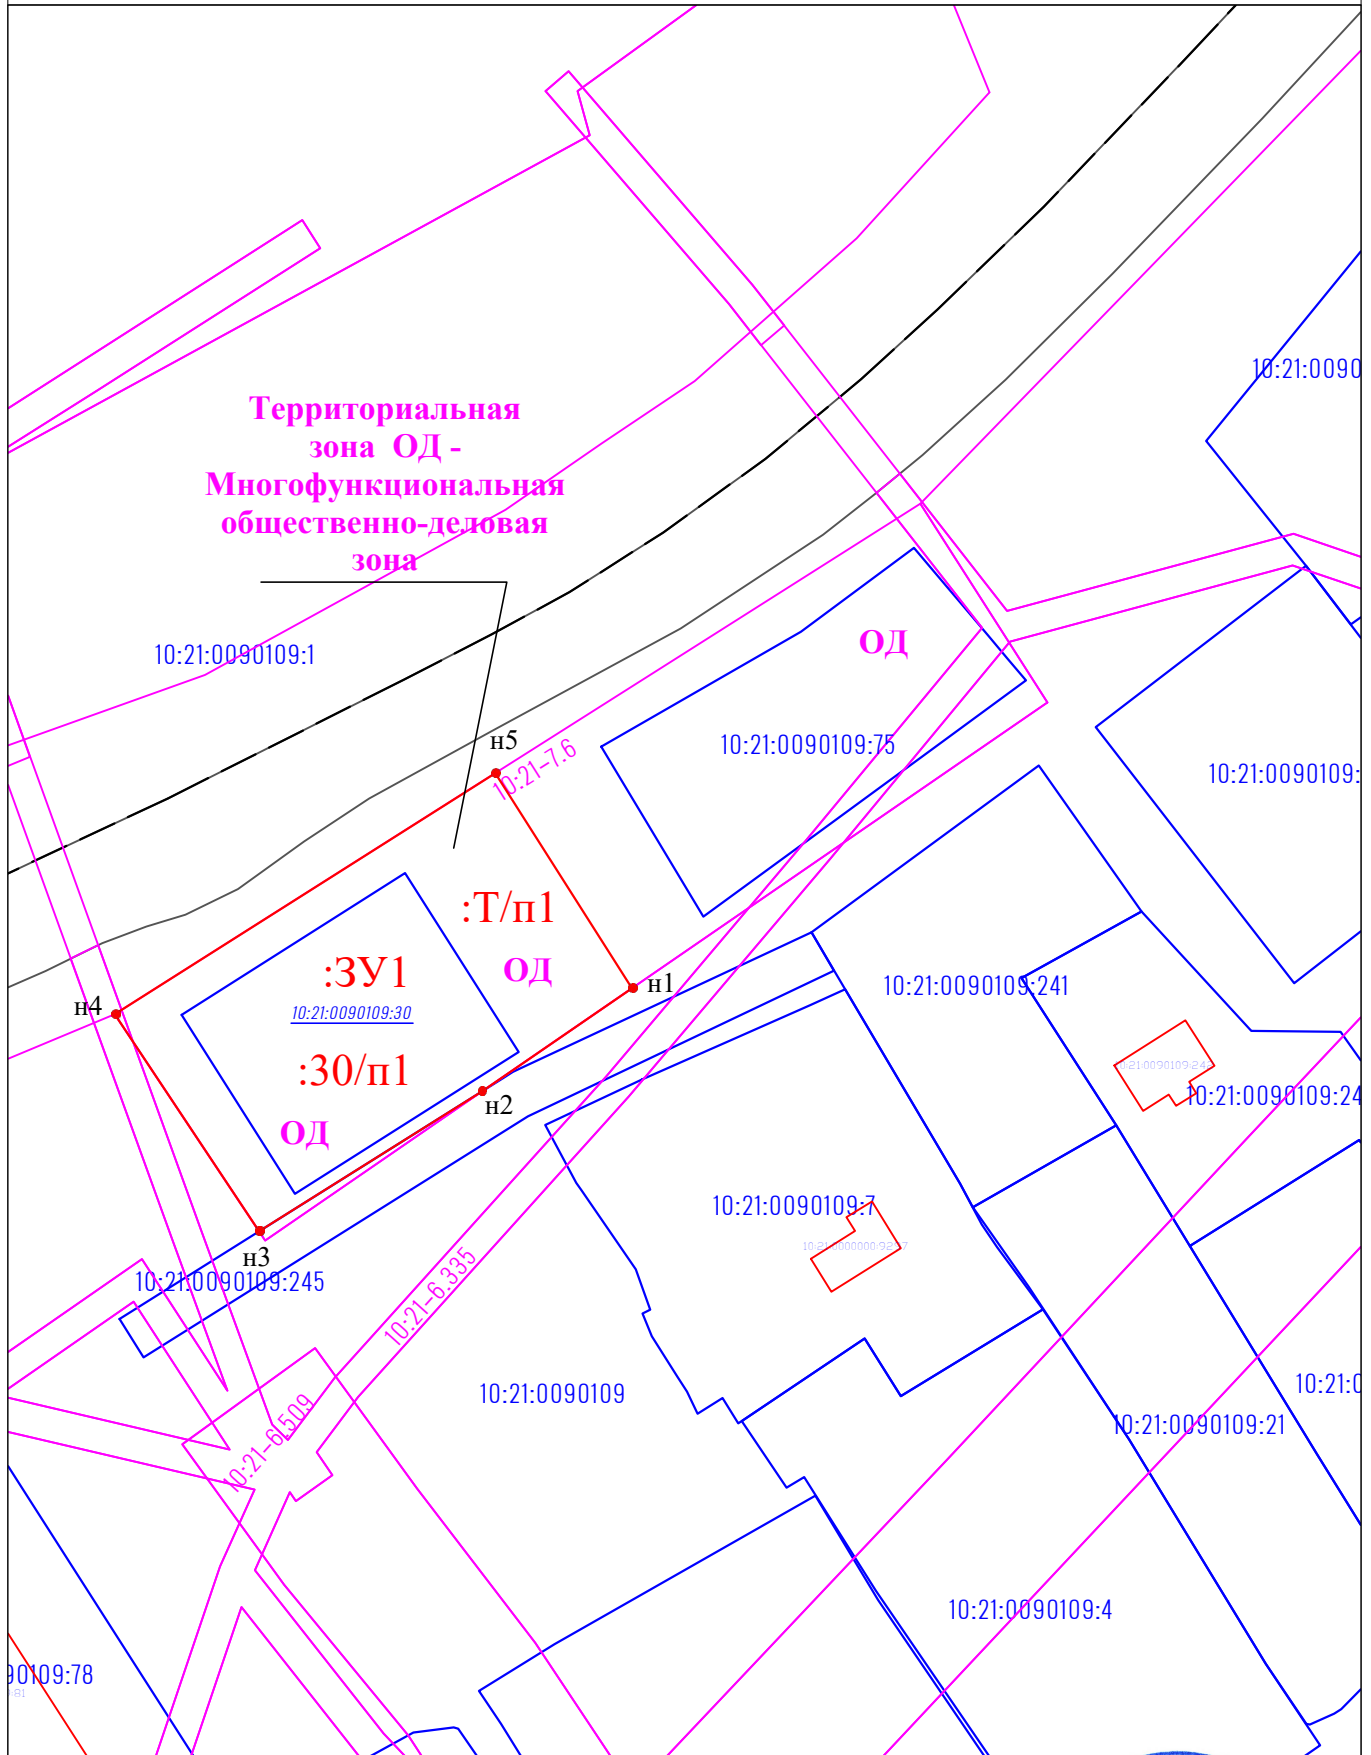 10:21:0090
Территориальная
зона ОД -
Многофункциональная
общественно-деловая
зона
ОД
10:21:0090109:1
н5
10:21:0090109:75
10:21-7.6
10:21:0090109:
:Т/п1
:ЗУ1
ОД
н1
10:21:0090109:241
н4
10:21:0090109:30
:30/п1
10:21:0090109:24
н2
ОД
10:21:0090109:7
н3
10:21:0090109:245
10:21-6.335
10:21:0090109
10:21:0
10:21-6.509
10:21:0090109:21
10:21:0090109:4
90109:78
:81